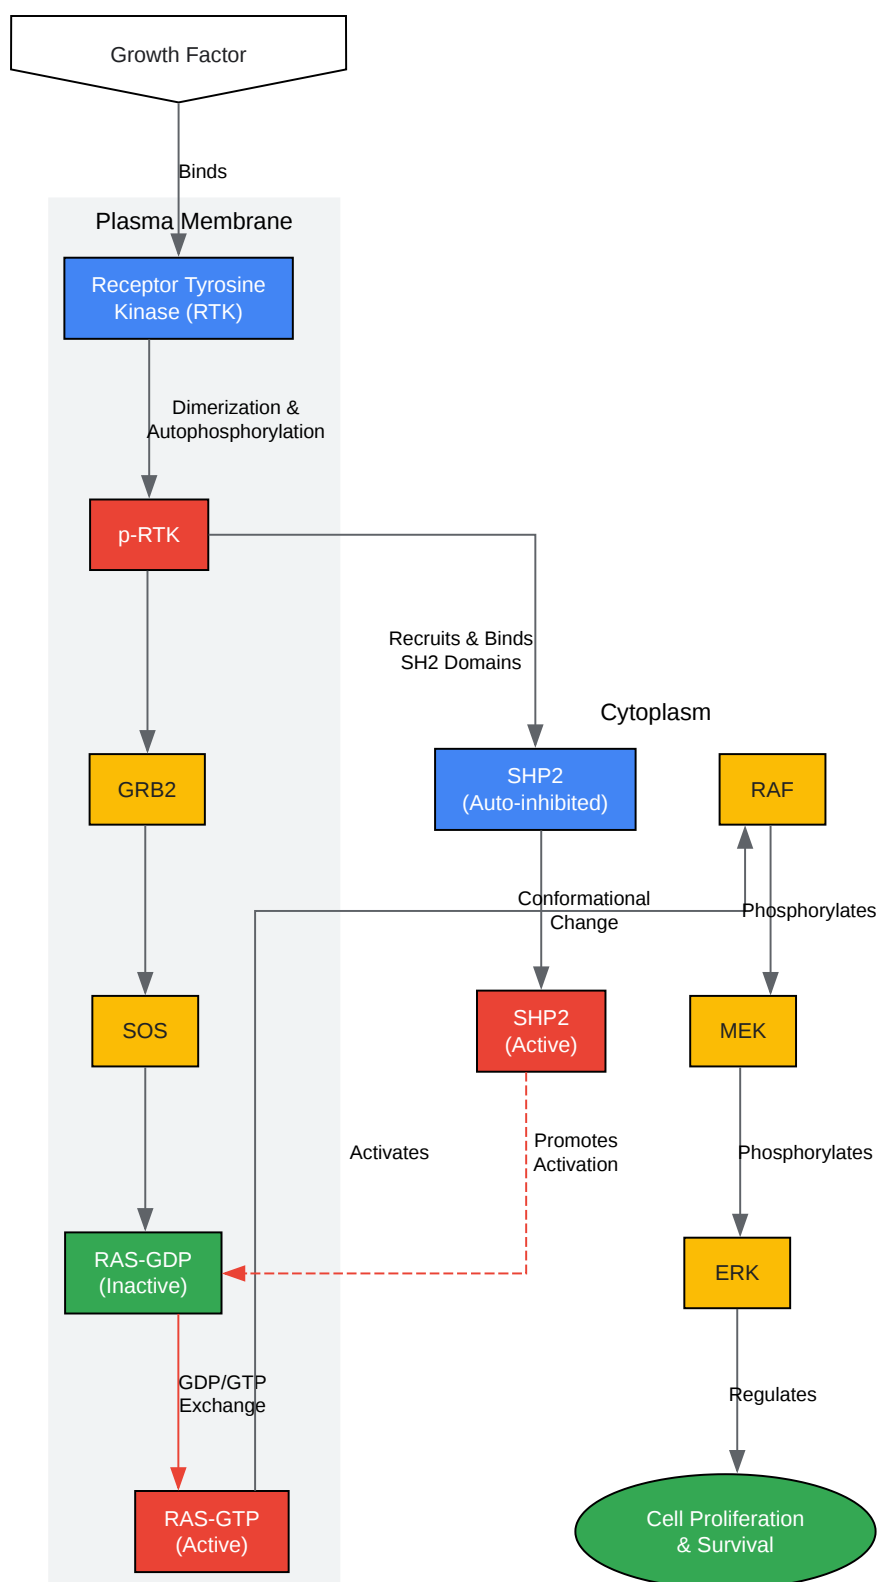 Growth Factor
Binds
Plasma Membrane
Receptor Tyrosine
Kinase (RTK)
Dimerization &
Autophosphorylation
p-RTK
Recruits & Binds
SH2 Domains
Cytoplasm
GRB2
SHP2
(Auto-inhibited)
RAF
Conformational
Change
Phosphorylates
SOS
SHP2
(Active)
MEK
Activates
Promotes
Activation
Phosphorylates
RAS-GDP
(Inactive)
ERK
GDP/GTP
Exchange
Regulates
RAS-GTP
(Active)
Cell Proliferation
& Survival